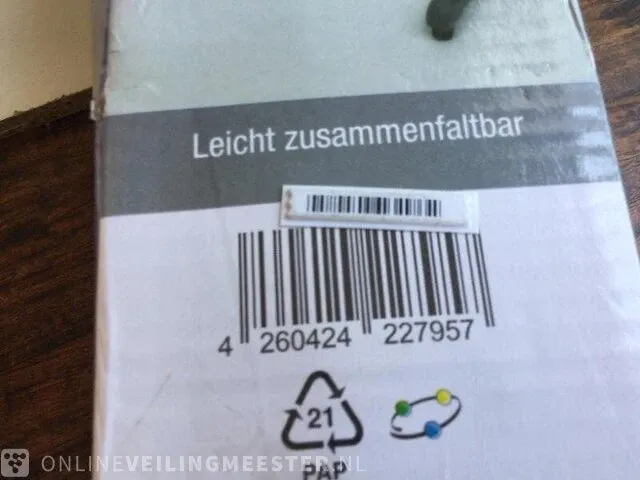 Leicht zusammenfaltbar
4 260424 227957
21
PAP
ONLINEVEILINGMEESTER.NL